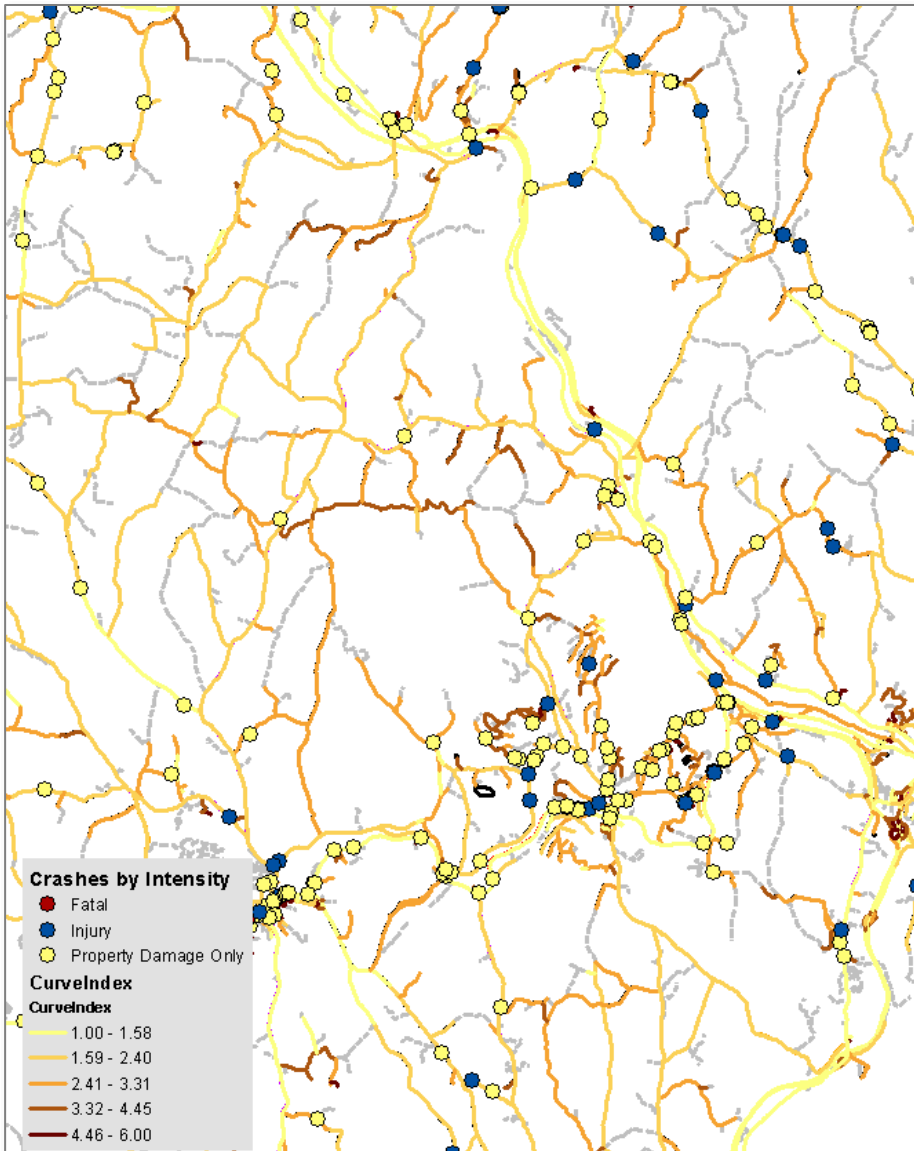 Crashes by Intensity
Fatal
Injury
Property Damage Only
CurveIndex
CurveIndex
1.00 - 1.58
1.59 - 2.40
2.41 - 3.31
3.32 - 4.45
4.46 - 6.00